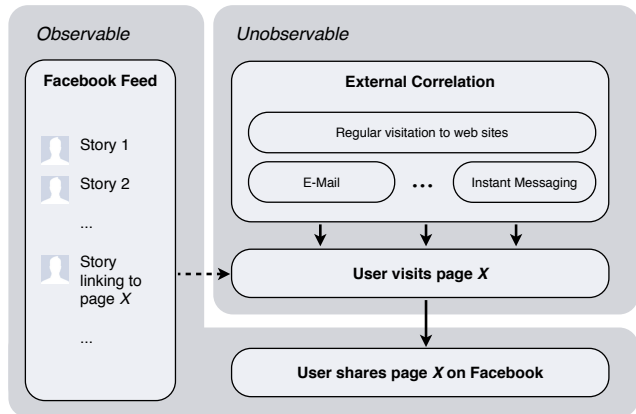 Observable
Facebook Feed
Story 1
Story 2
...
Story
linking to
page X
...
Unobservable
External Correlation
Regular visitation to web sites
E-Mail
...
Instant Messaging
User visits page X
User shares page X on Facebook